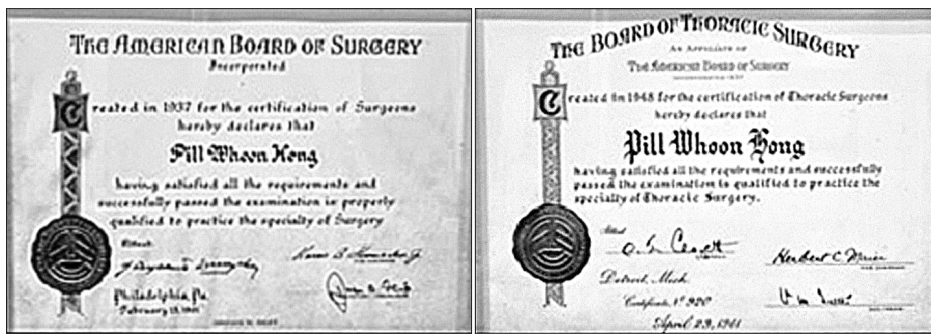 THE AMERICAN BOARD OF SURGERY
Incorporated
Created in 1937 for the certification of Surgeons
hereby declares that
Pill Whoon Hong
having satisfied all the requirements and
successfully passed the examination is properly
qualified to practice the specialty of Surgery
Attest
Philadelphia, Pa.
February
THE BOARD OF THORACIC SURGERY
AN AFFILIATE OF
THE AMERICAN BOARD OF SURGERY
Created in 1948 for the certification of Thoracic Surgeons
hereby declares that
Pill Whoon Hong
having satisfied all the requirements and successfully
passed the examination is qualified to practice the
specialty of Thoracic Surgery.
Attest
Herbert C. Maier
Detroit, Mich.
Certificate No 920
April 29, 1961